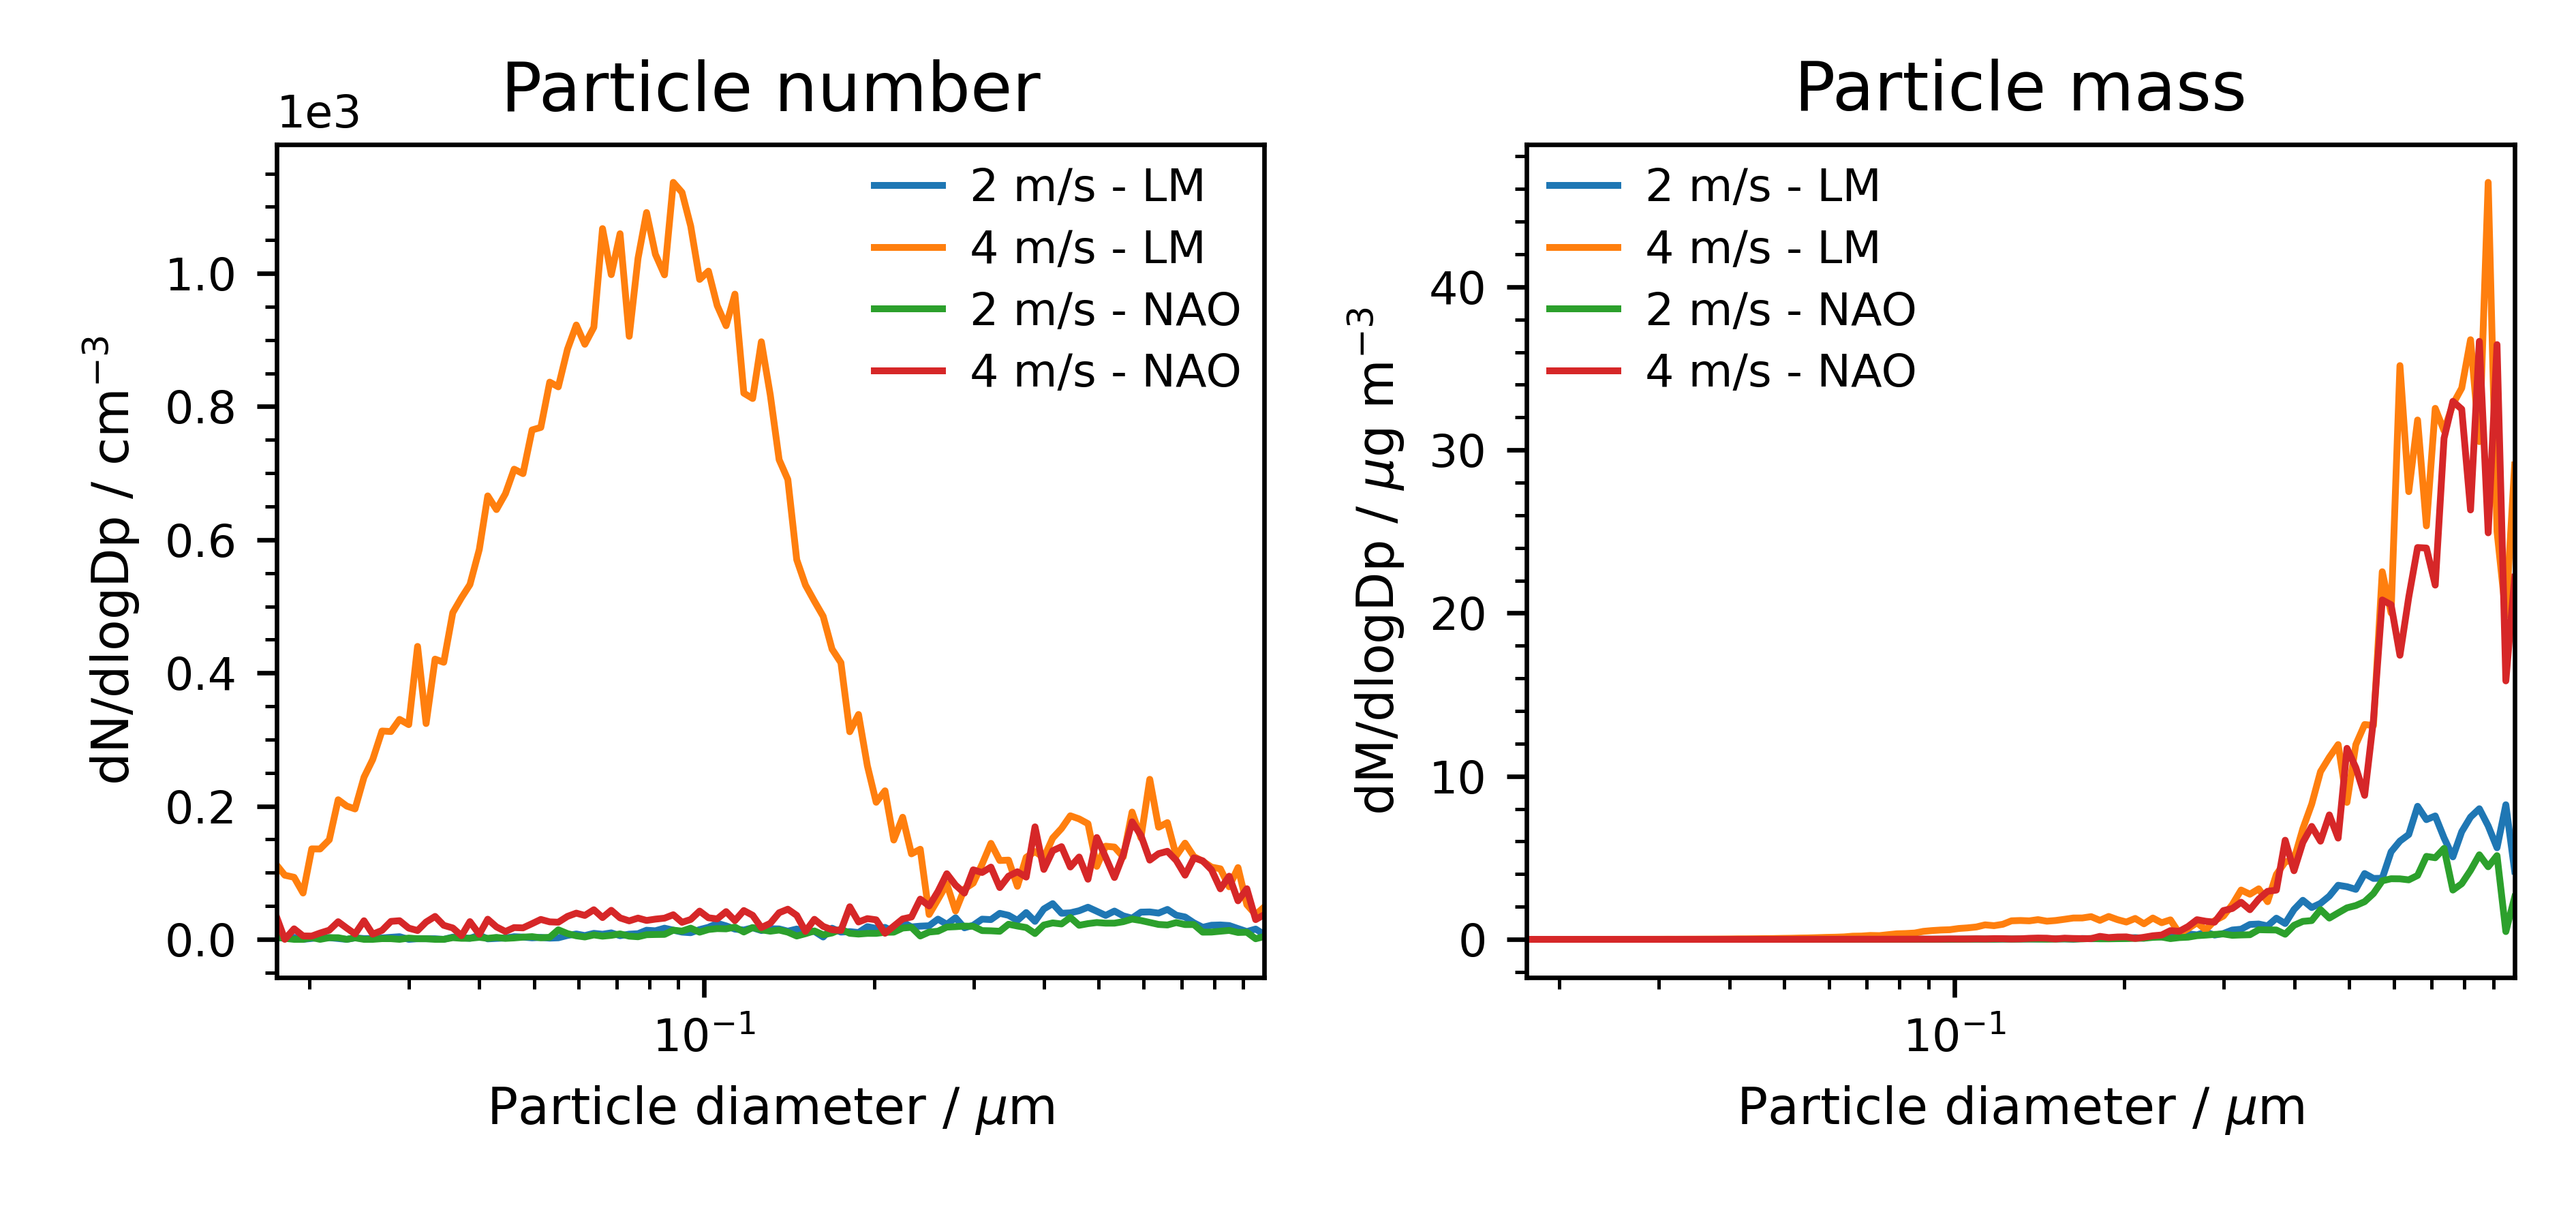 Particle number
1e3
dN/dlogDp / cm⁻³
1.0
0.8
0.6
0.4
0.2
0.0
2 m/s - LM
4 m/s - LM
2 m/s - NAO
4 m/s - NAO
10⁻¹
Particle diameter / μm
Particle mass
dM/dlogDp / μg m⁻³
40
30
20
10
0
2 m/s - LM
4 m/s - LM
2 m/s - NAO
4 m/s - NAO
10⁻¹
Particle diameter / μm